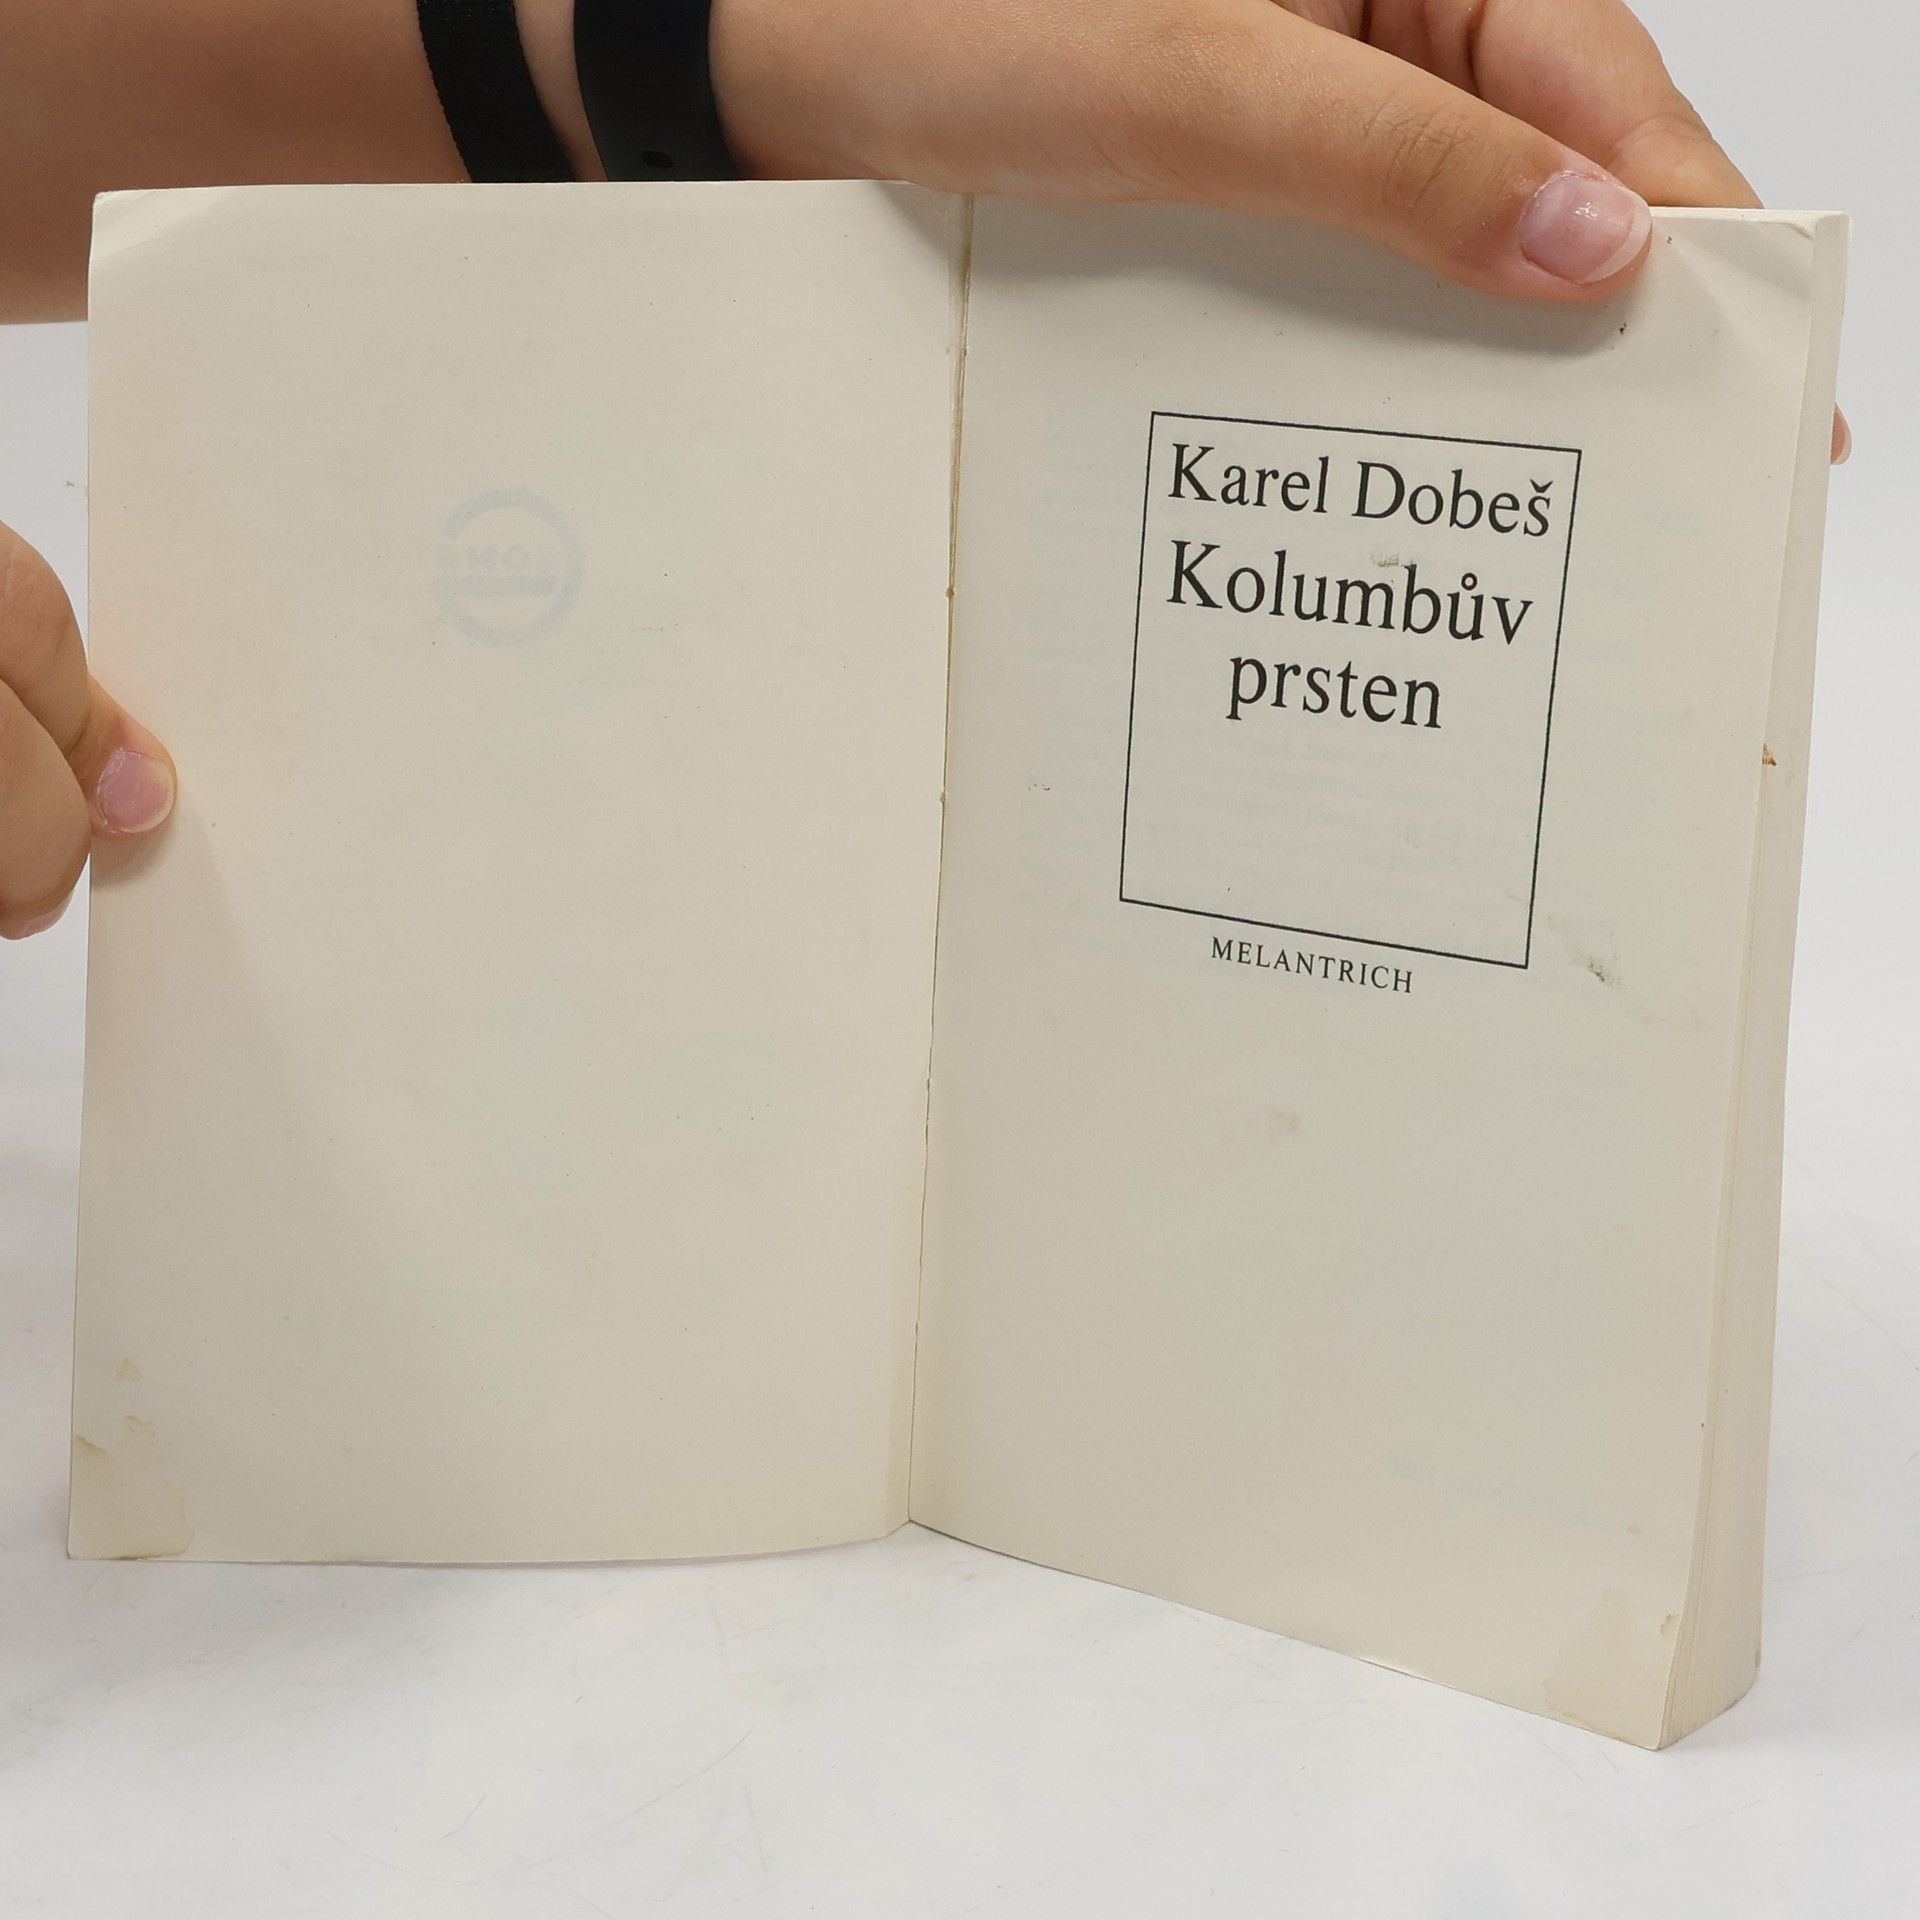 Karel Dobeš
Kolumbův
prsten
MELANTRICH